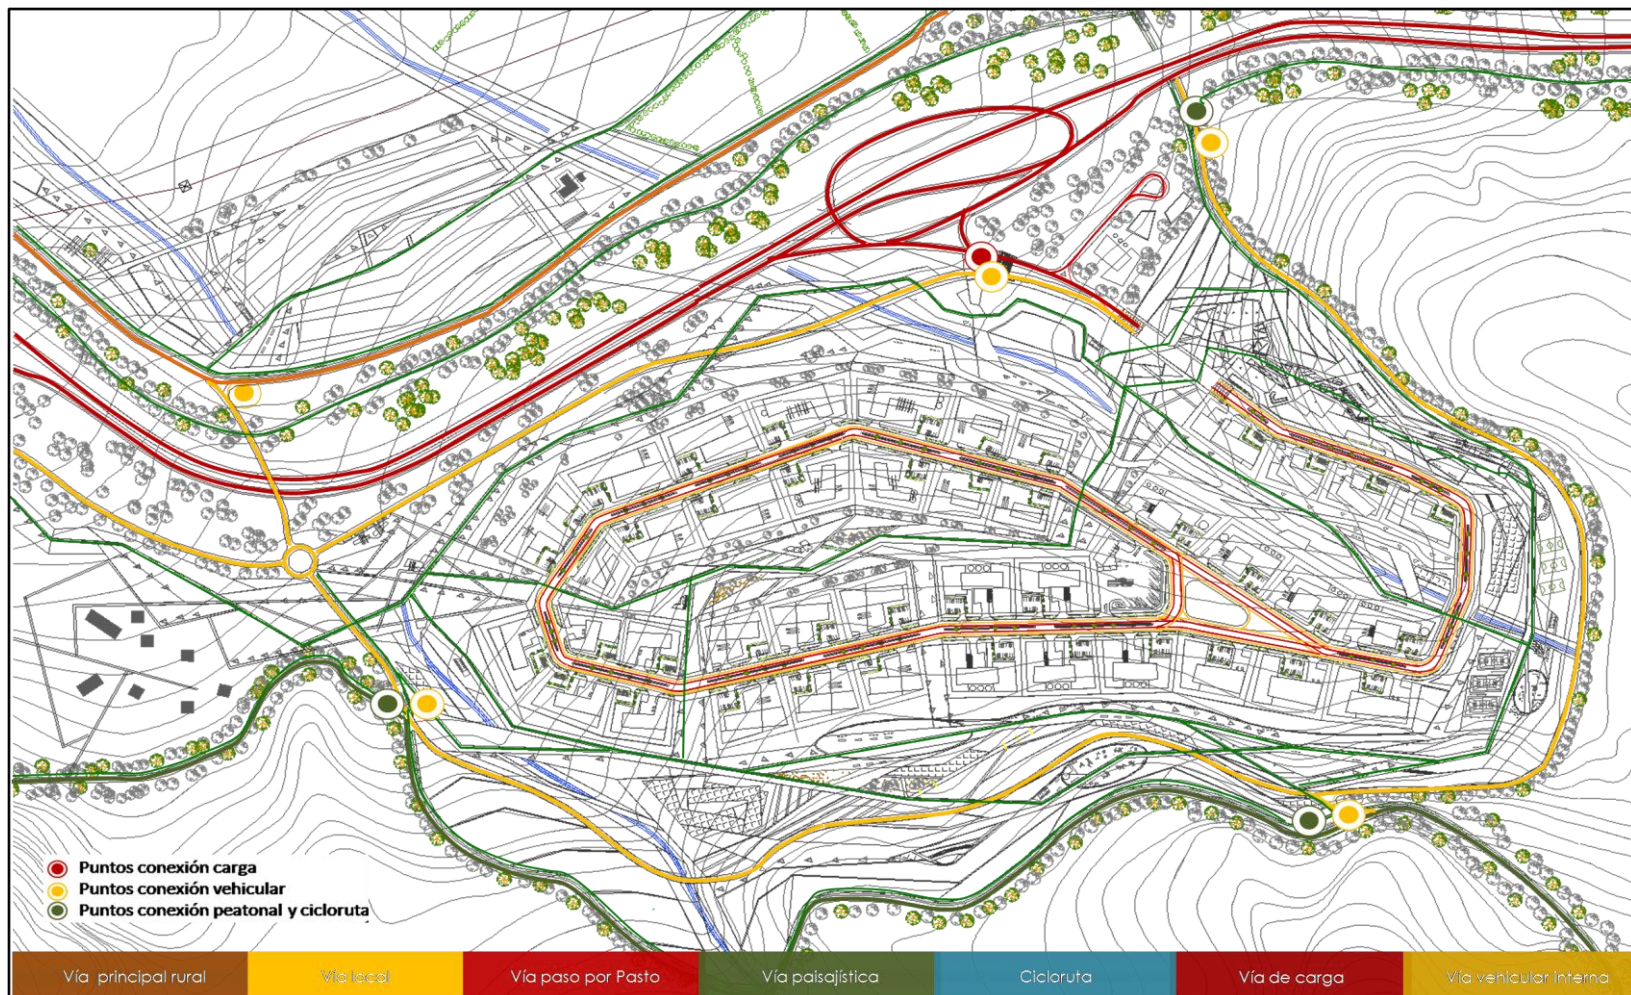 Puntos conexión carga
Puntos conexión vehicular
Puntos conexión peatonal y cicloruta
Vía principal rural
Vía local
Vía paso por Pasto
Vía paisajística
Cicloruta
Vía de carga
Vía vehicular Interna